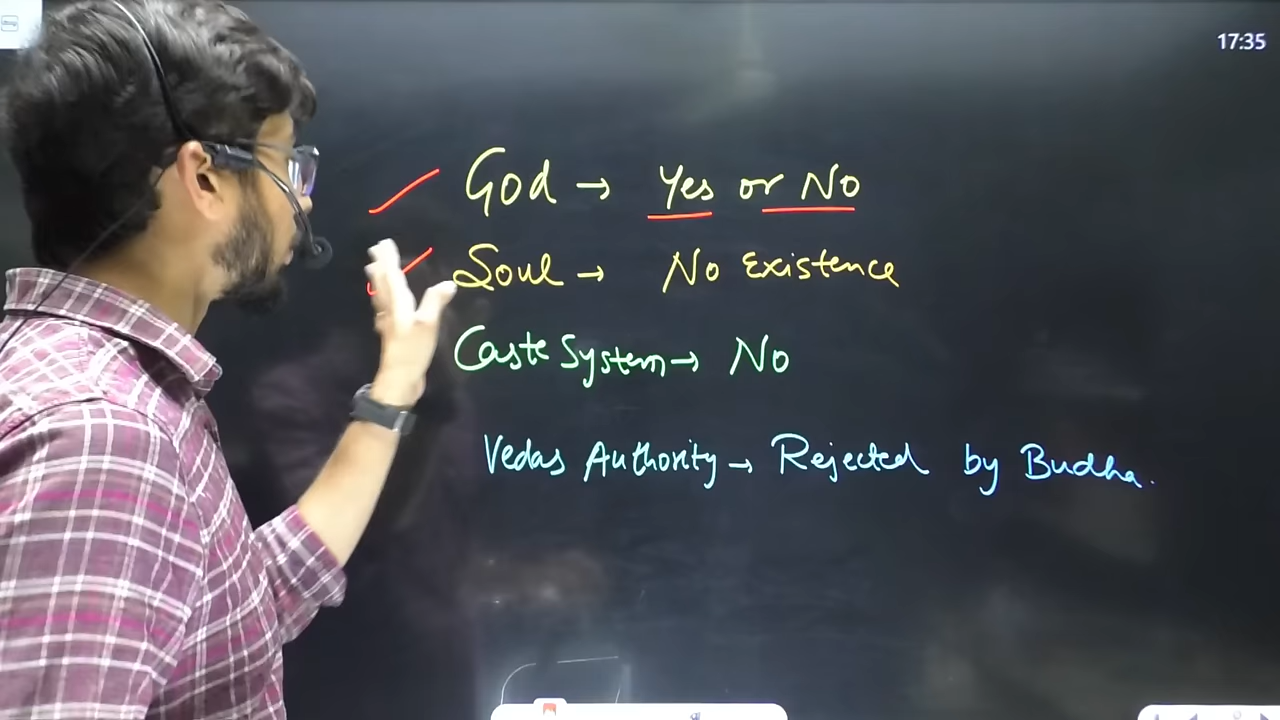 17:35
God → Yes or No
Soul → No Existence
Caste System → No
Vedas Authority → Rejected by Budha.